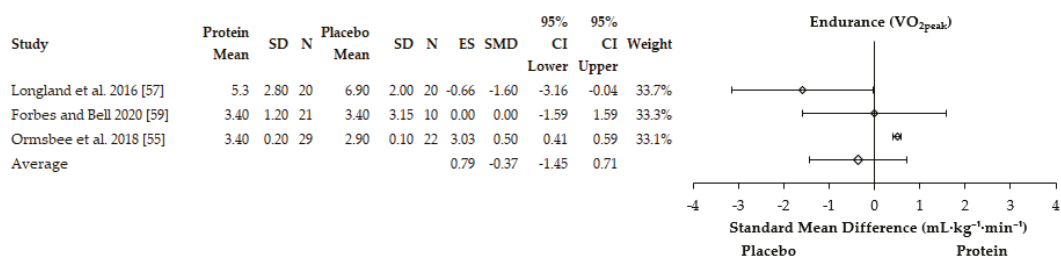 Study Protein Mean SD N Placebo Mean SD N ES SMD 95% CI Lower 95% CI Upper Weight
Longland et al. 2016 [57] 5.3 2.80 20 6.90 2.00 20 -0.66 -1.60 -3.16 -0.04 33.7%
Forbes and Bell 2020 [59] 3.40 1.20 21 3.40 3.15 10 0.00 0.00 -1.59 1.59 33.3%
Ormsbee et al. 2018 [55] 3.40 0.20 29 2.90 0.10 22 3.03 0.50 0.41 0.59 33.1%
Average 0.79 -0.37 -1.45 0.71
Endurance (VO₂peak)
-4 -3 -2 -1 0 1 2 3 4
Standard Mean Difference (mL·kg⁻¹·min⁻¹)
Placebo Protein